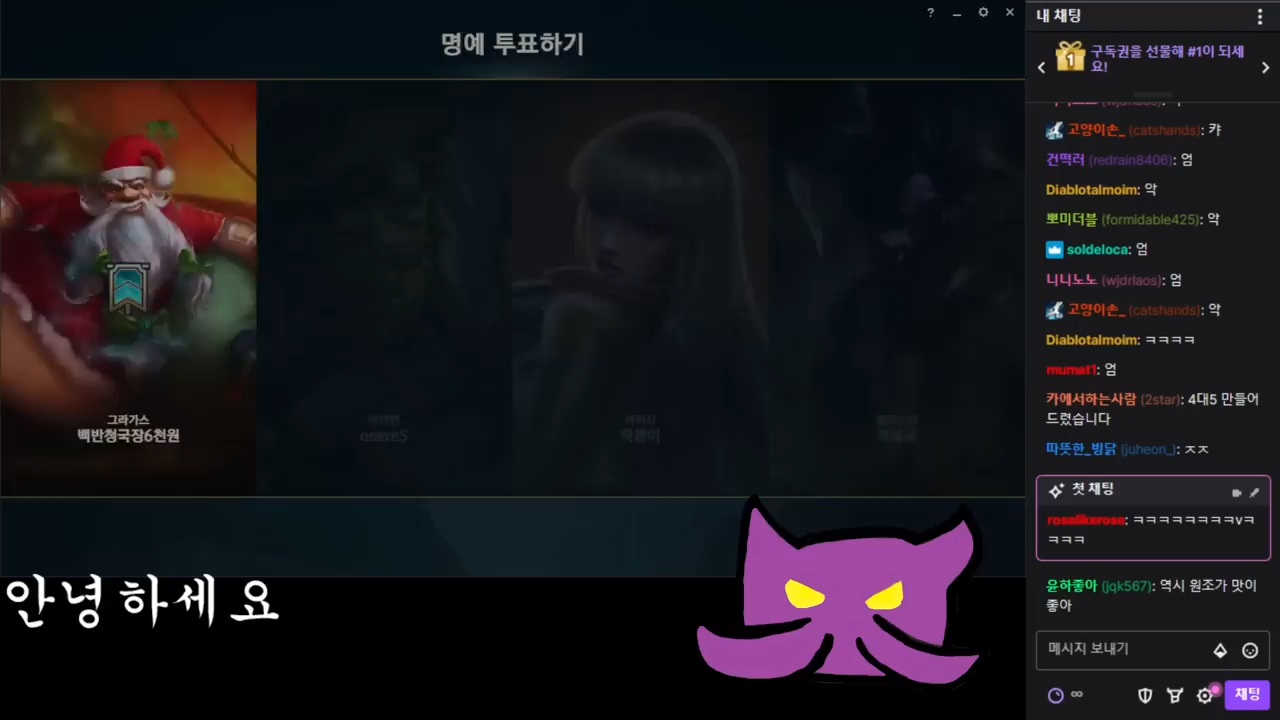 명예 투표하기
그라가스
백반청국장6천원
안녕하세요
내 채팅
1
구독권을 선물해 #1이 되세
요!
고양이손_ (catshands): 캬
건떡러 (redrain8406): 엄
Diablotalmoim: 악
뽀미더블 (formidable425): 악
soldeloca: 엄
니니노노 (wjdrlaos): 엄
고양이손_ (catshands): 악
Diablotalmoim: ㅋㅋㅋㅋ
mumat1: 엄
카에서하는사람 (2star): 4대5 만들어
드렸습니다
따뜻한_빙닭 (juheon_): ㅈㅈ
첫 채팅
roselikerose: ㅋㅋㅋㅋㅋㅋㅋㅋvㅋ
ㅋㅋㅋ
윤하좋아 (jqk567): 역시 원조가 맛이
좋아
메시지 보내기
채팅